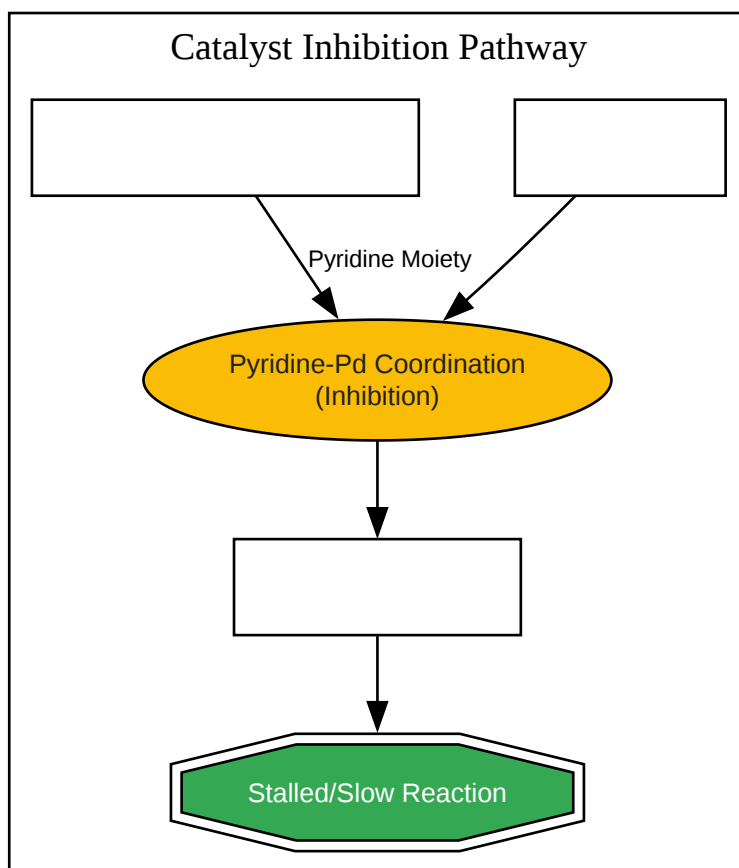 Catalyst Inhibition Pathway
Pyridine Moiety
Pyridine-Pd Coordination
(Inhibition)
Stalled/Slow Reaction